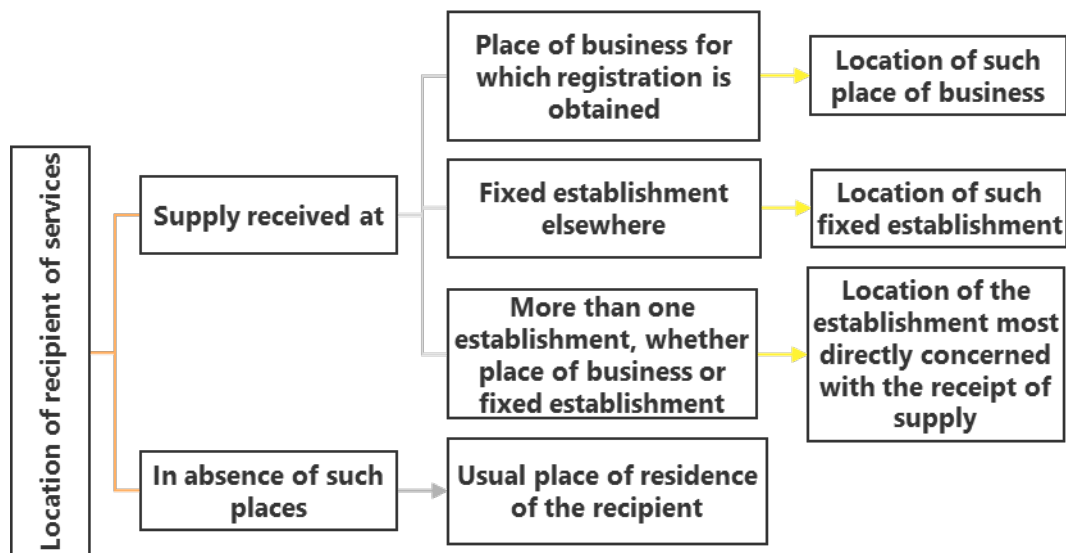 Location of recipient of services
Supply received at
Place of business for
which registration is
obtained
Location of such
place of business
Fixed establishment
elsewhere
Location of such
fixed establishment
More than one
establishment, whether
place of business or
fixed establishment
Location of the
establishment most
directly concerned
with the receipt of
supply
In absence of such
places
Usual place of residence
of the recipient